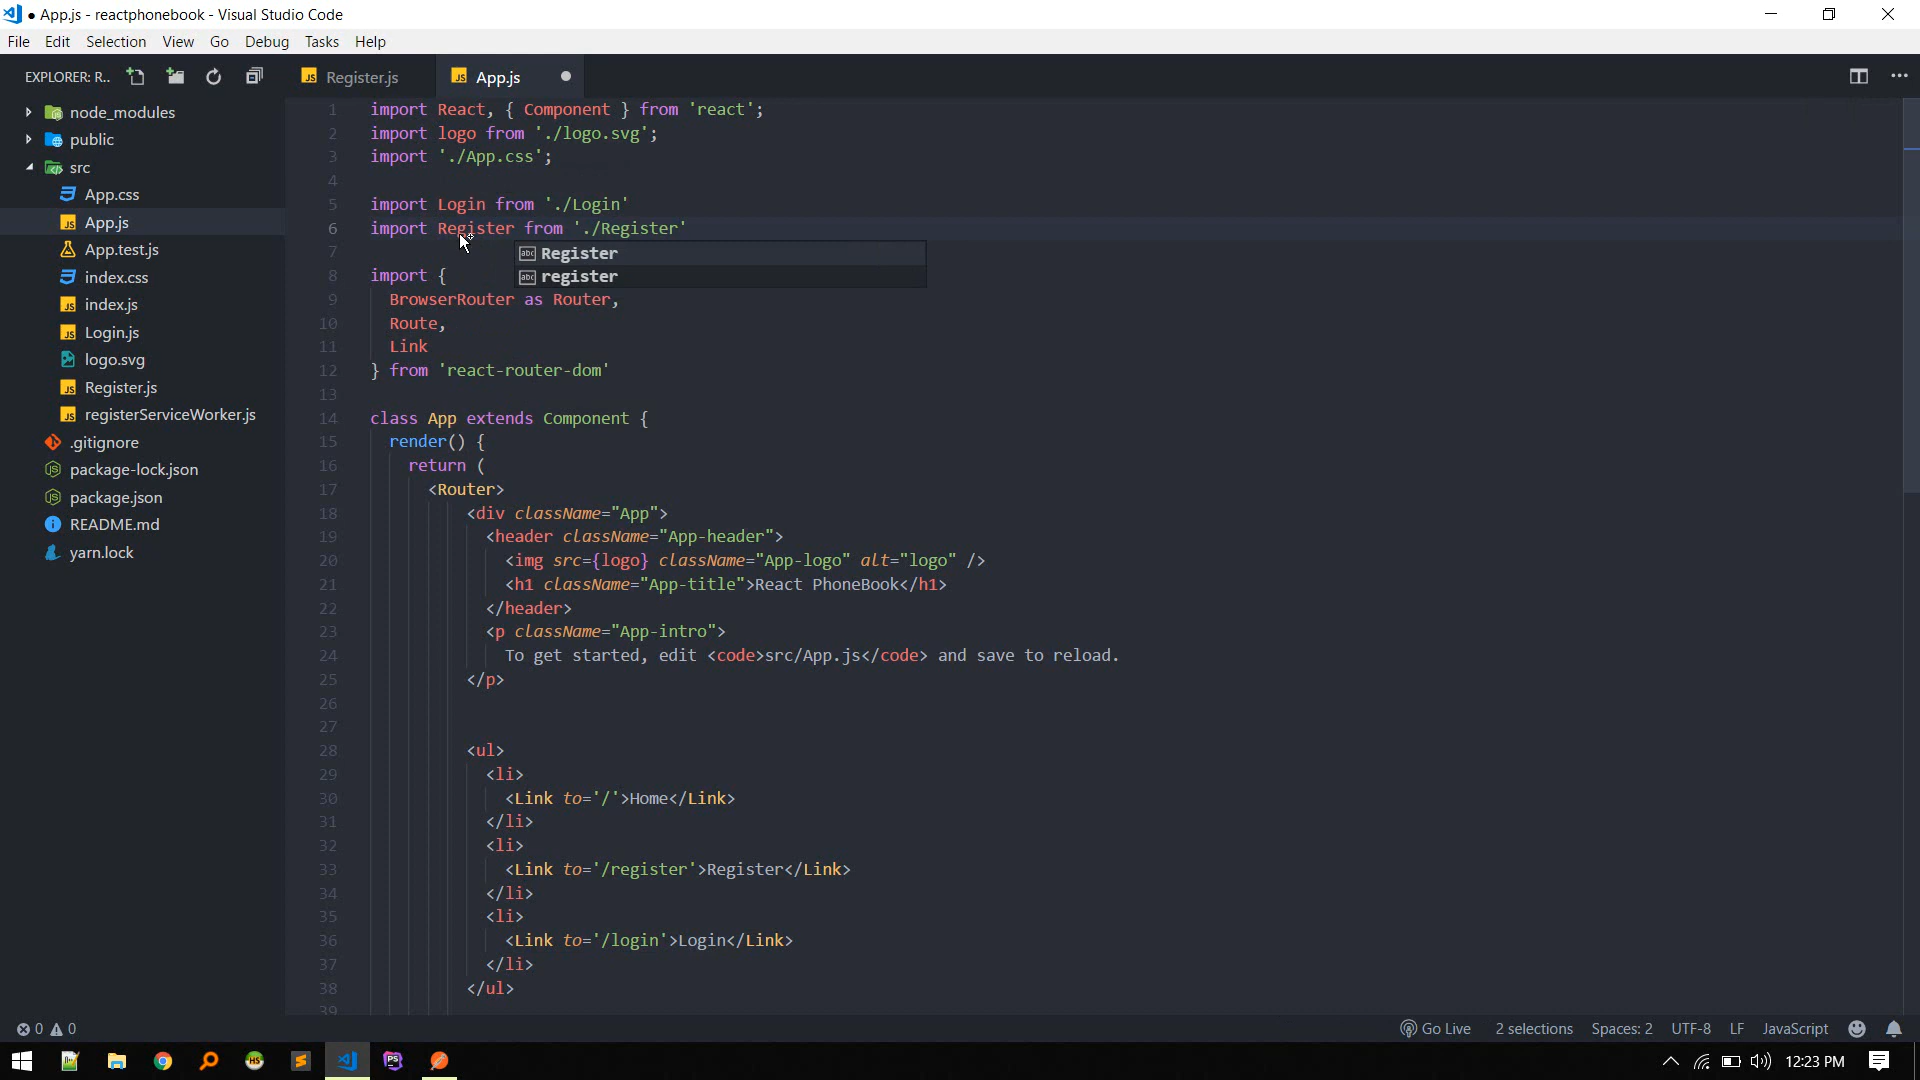 App.js - reactphonebook - Visual Studio Code
File Edit Selection View Go Debug Tasks Help
EXPLORER: R..
Register.js
App.js
node_modules
public
src
App.css
App.js
App.test.js
index.css
index.js
Login.js
logo.svg
Register.js
registerServiceWorker.js
.gitignore
package-lock.json
package.json
README.md
yarn.lock
1 import React, { Component } from 'react';
2 import logo from './logo.svg';
3 import './App.css';
4
5 import Login from './Login'
6 import Register from './Register'
7
Register
register
8 import {
9 BrowserRouter as Router,
10 Route,
11 Link
12 } from 'react-router-dom'
13
14 class App extends Component {
15 render() {
16 return (
17 <Router>
18 <div className="App">
19 <header className="App-header">
20 <img src={logo} className="App-logo" alt="logo" />
21 <h1 className="App-title">React PhoneBook</h1>
22 </header>
23 <p className="App-intro">
24 To get started, edit <code>src/App.js</code> and save to reload.
25 </p>
26
27
28 <ul>
29 <li>
30 <Link to='/'>Home</Link>
31 </li>
32 <li>
33 <Link to='/register'>Register</Link>
34 </li>
35 <li>
36 <Link to='/login'>Login</Link>
37 </li>
38 </ul>
39
0 0
Go Live 2 selections Spaces: 2 UTF-8 LF JavaScript
HS
PS
12:23 PM